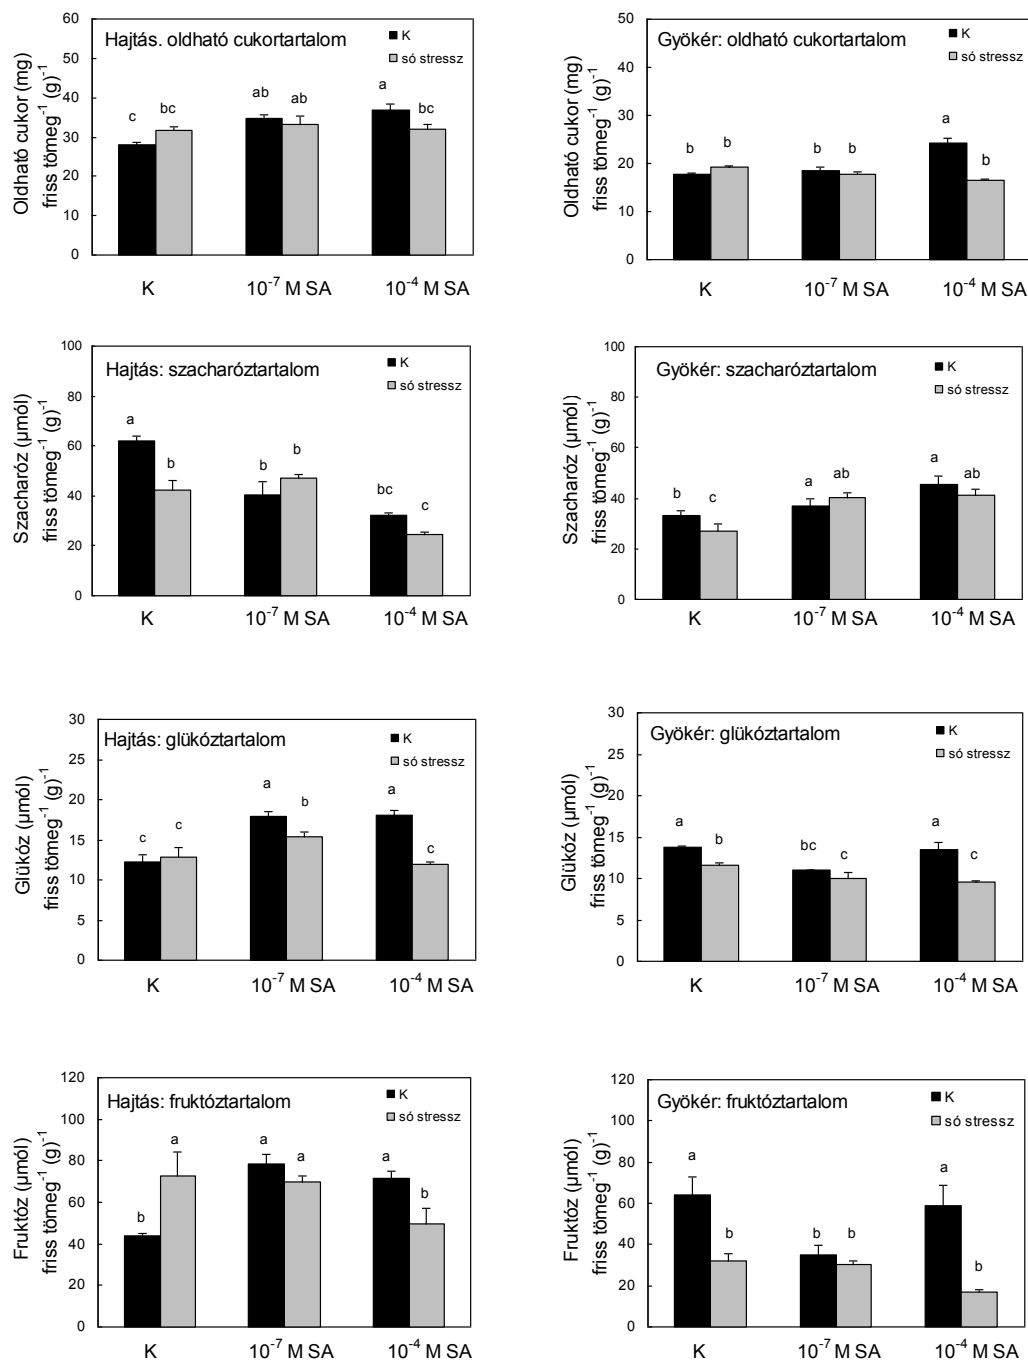 Hajtás. oldható cukortartalom
K
só stressz
Oldható cukor (mg)
friss tömeg⁻¹ (g)⁻¹
60
50
40
30
20
10
0
c
bc
ab
ab
a
bc
K
10⁻⁷ M SA
10⁻⁴ M SA
Gyökér: oldható cukortartalom
K
só stressz
Oldható cukor (mg)
friss tömeg⁻¹ (g)⁻¹
50
40
30
20
10
0
b
b
b
b
a
b
K
10⁻⁷ M SA
10⁻⁴ M SA
Hajtás: szacharóztartalom
K
só stressz
Szacharóz (µmól)
friss tömeg⁻¹ (g)⁻¹
100
80
60
40
20
0
a
b
b
b
bc
c
K
10⁻⁷ M SA
10⁻⁴ M SA
Gyökér: szacharóztartalom
K
só stressz
Szacharóz (µmól)
friss tömeg⁻¹ (g)⁻¹
100
80
60
40
20
0
b
c
a
ab
a
ab
K
10⁻⁷ M SA
10⁻⁴ M SA
Hajtás: glükóztartalom
K
só stressz
Glükóz (µmól)
friss tömeg⁻¹ (g)⁻¹
30
25
20
15
10
5
0
c
c
a
b
a
c
K
10⁻⁷ M SA
10⁻⁴ M SA
Gyökér: glükóztartalom
K
só stressz
Glükóz (µmól)
friss tömeg⁻¹ (g)⁻¹
30
25
20
15
10
5
0
a
b
bc
c
a
c
K
10⁻⁷ M SA
10⁻⁴ M SA
Hajtás: fruktóztartalom
K
só stressz
Fruktóz (µmól)
friss tömeg⁻¹ (g)⁻¹
120
100
80
60
40
20
0
b
a
a
a
a
b
K
10⁻⁷ M SA
10⁻⁴ M SA
Gyökér: fruktóztartalom
K
só stressz
Fruktóz (µmól)
friss tömeg⁻¹ (g)⁻¹
120
100
80
60
40
20
0
a
b
b
b
a
b
K
10⁻⁷ M SA
10⁻⁴ M SA